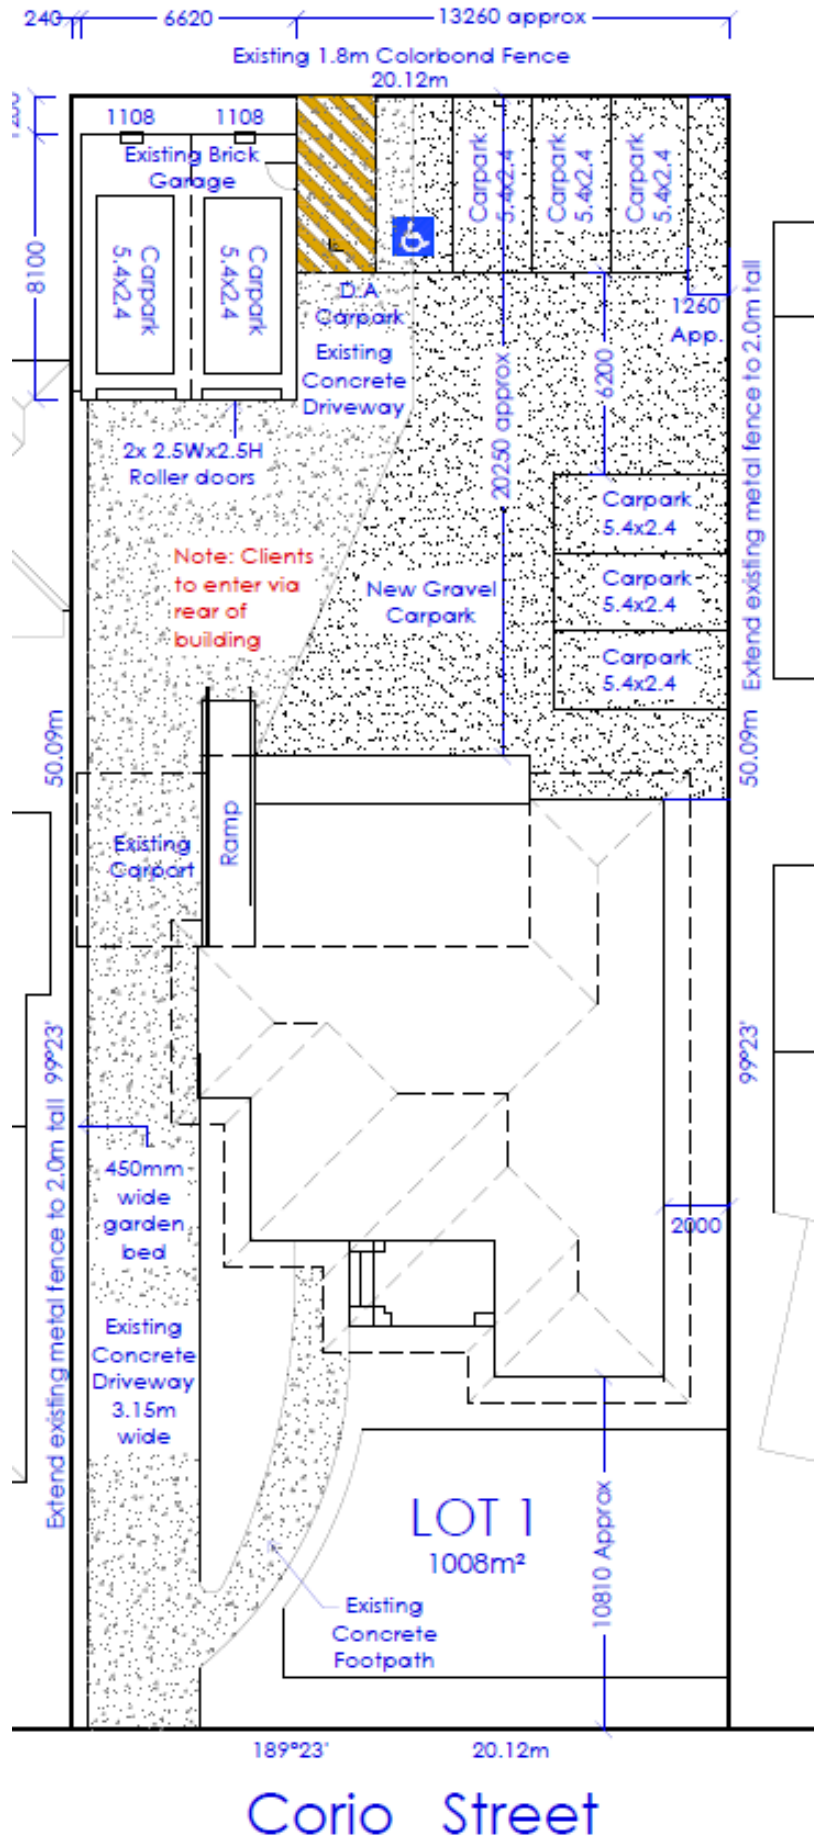 240
6620
13260 approx
Existing 1.8m Colorbond Fence
20.12m
1108
1108
Existing Brick
Garage
8100
Carpark
5.4x2.4
Carpark
5.4x2.4
Carpark
5.4x2.4
Carpark
5.4x2.4
Carpark
5.4x2.4
D.A
Carpark
Existing
Concrete
Driveway
1260
App.
6200
20250 approx
2x 2.5Wx2.5H
Roller doors
Carpark
5.4x2.4
Carpark
5.4x2.4
Carpark
5.4x2.4
Note: Clients
to enter via
rear of
building
New Gravel
Carpark
Extend existing metal fence to 2.0m tall
50.09m
50.09m
Existing
Carport
Ramp
99°23'
99°23'
Extend existing metal fence to 2.0m tall
450mm
wide
garden
bed
2000
Existing
Concrete
Driveway
3.15m
wide
LOT 1
1008m²
10810 Approx
Existing
Concrete
Footpath
189°23'
20.12m
Corio Street